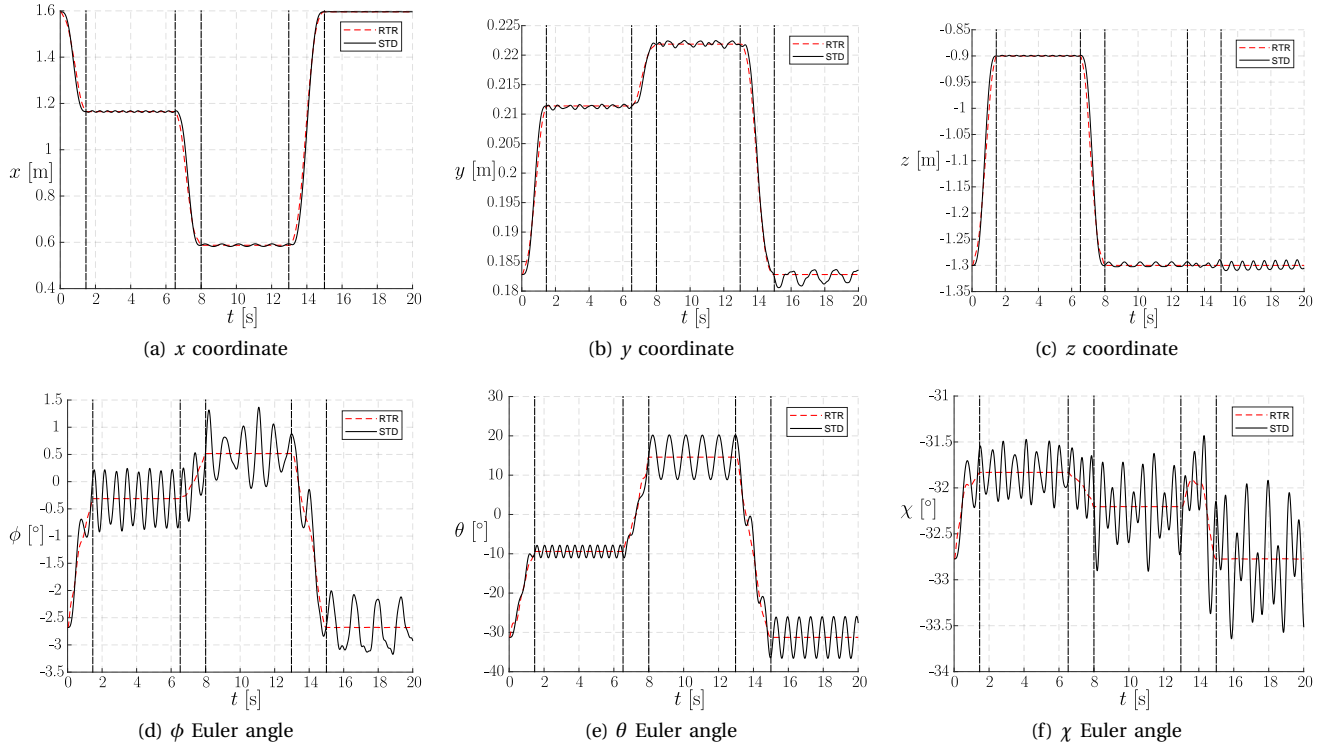 1.6
1.4
1.2
1
0.8
0.6
0.4
x [m]
0 2 4 6 8 10 12 14 16 18 20
t [s]
RTR
STD
(a) x coordinate
0.225
0.22
0.215
0.21
0.205
0.2
0.195
0.19
0.185
0.18
y [m]
0 2 4 6 8 10 12 14 16 18 20
t [s]
RTR
STD
(b) y coordinate
-0.85
-0.9
-0.95
-1
-1.05
-1.1
-1.15
-1.2
-1.25
-1.3
-1.35
z [m]
0 2 4 6 8 10 12 14 16 18 20
t [s]
RTR
STD
(c) z coordinate
1.5
1
0.5
0
-0.5
-1
-1.5
-2
-2.5
-3
-3.5
ϕ [°]
0 2 4 6 8 10 12 14 16 18 20
t [s]
RTR
STD
(d) ϕ Euler angle
30
20
10
0
-10
-20
-30
-40
θ [°]
0 2 4 6 8 10 12 14 16 18 20
t [s]
RTR
STD
(e) θ Euler angle
-31
-31.5
-32
-32.5
-33
-33.5
-34
χ [°]
0 2 4 6 8 10 12 14 16 18 20
t [s]
RTR
STD
(f) χ Euler angle